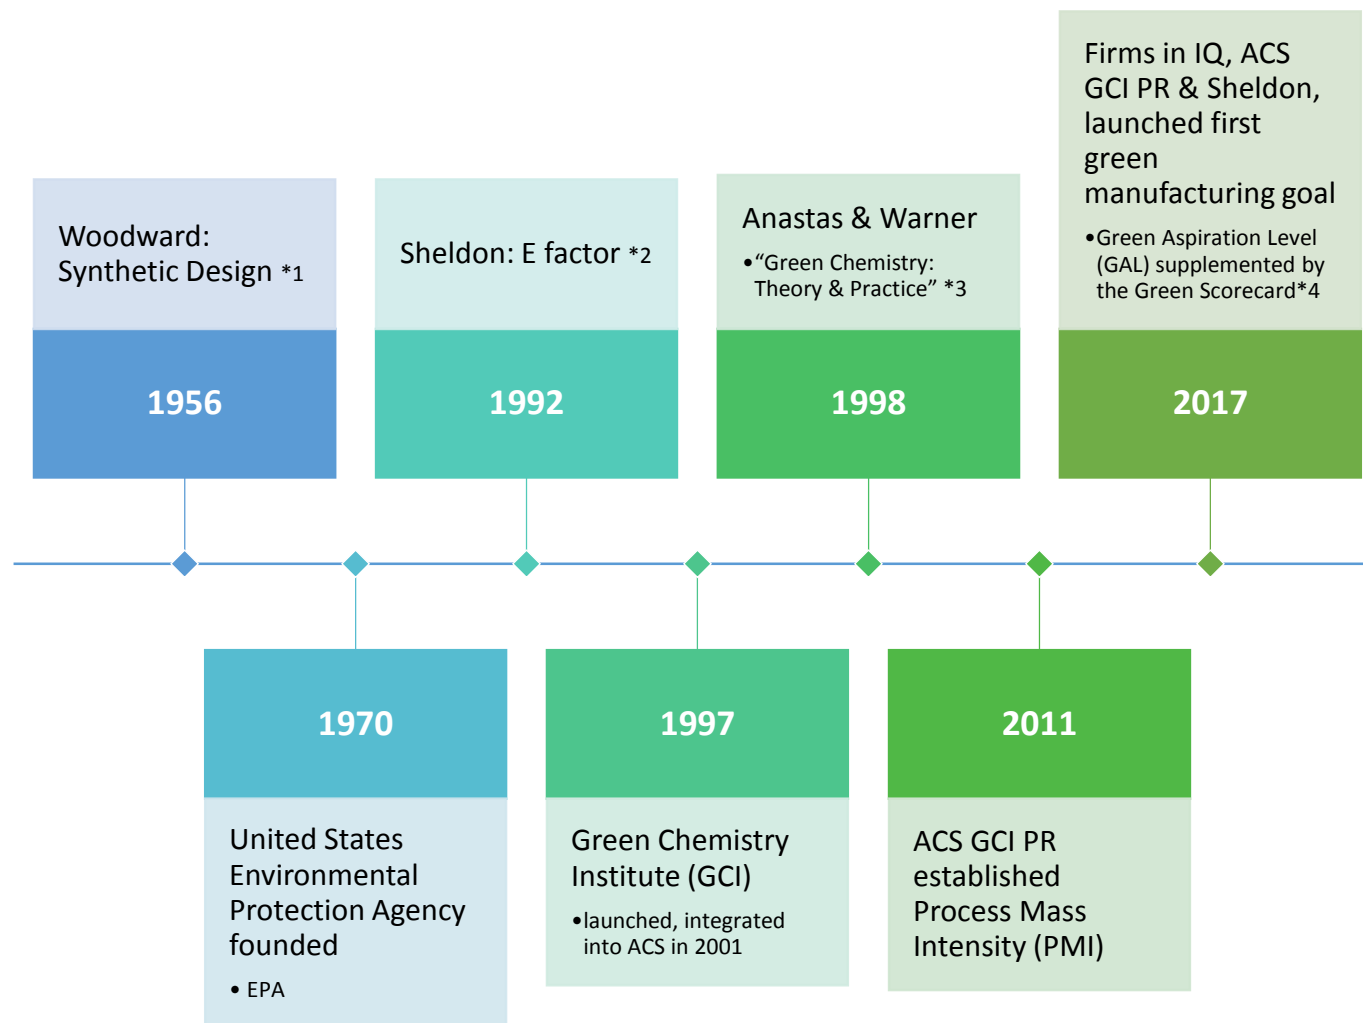 Woodward:
Synthetic Design *1
1956
United States
Environmental
Protection Agency
founded
• EPA
1970
Sheldon: E factor *2
1992
1997
Green Chemistry
Institute (GCI)
•launched, integrated
into ACS in 2001
Anastas & Warner
•“Green Chemistry:
Theory & Practice” *3
1998
2011
ACS GCI PR
established
Process Mass
Intensity (PMI)
Firms in IQ, ACS
GCI PR & Sheldon,
launched first
green
manufacturing goal
•Green Aspiration Level
(GAL) supplemented by
the Green Scorecard*4
2017